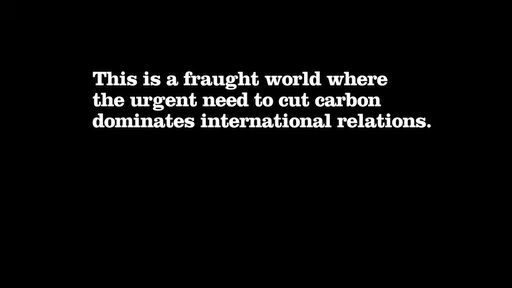 This is a fraught world where
the urgent need to cut carbon
dominates international relations.